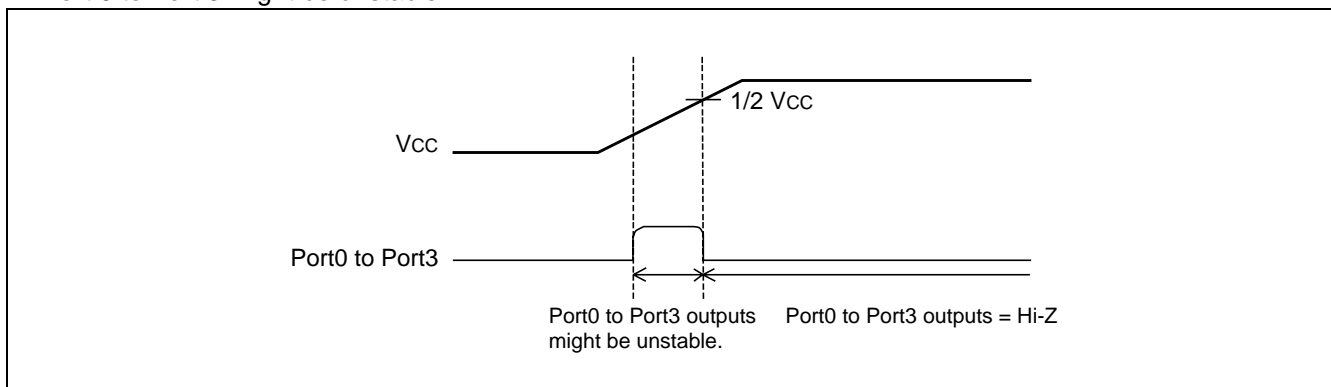 1/2 VCC
VCC
Port0 to Port3
Port0 to Port3 outputs
might be unstable.
Port0 to Port3 outputs = Hi-Z